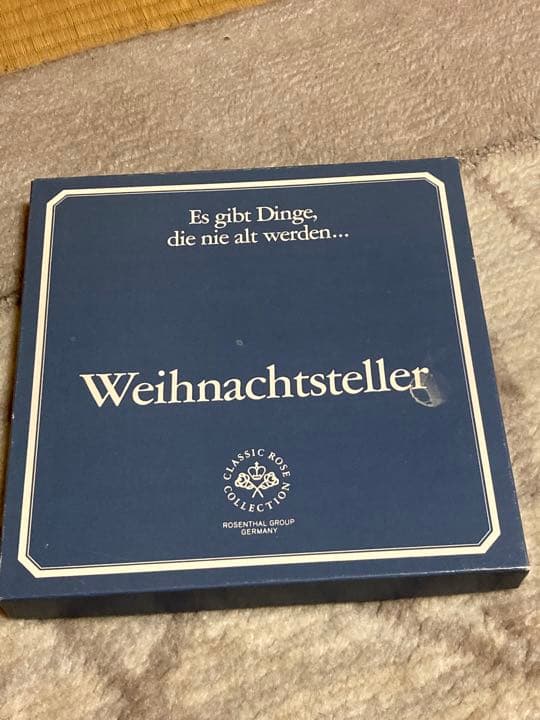 Es gibt Dinge,
die nie alt werden...
Weihnachtsteller
CLASSIC ROSE
COLLECTION
ROSENTHAL GROUP
GERMANY